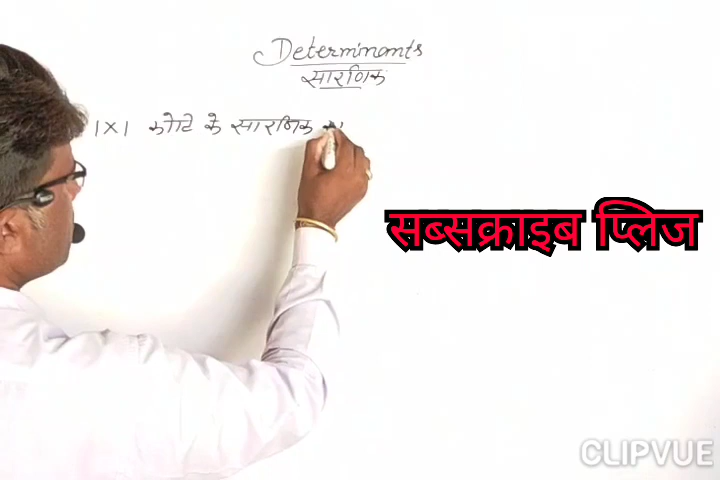 Determinants
सारणिक
1×1 कोटि के सारणिक
सब्सक्राइब प्लिज
CLIPVUE